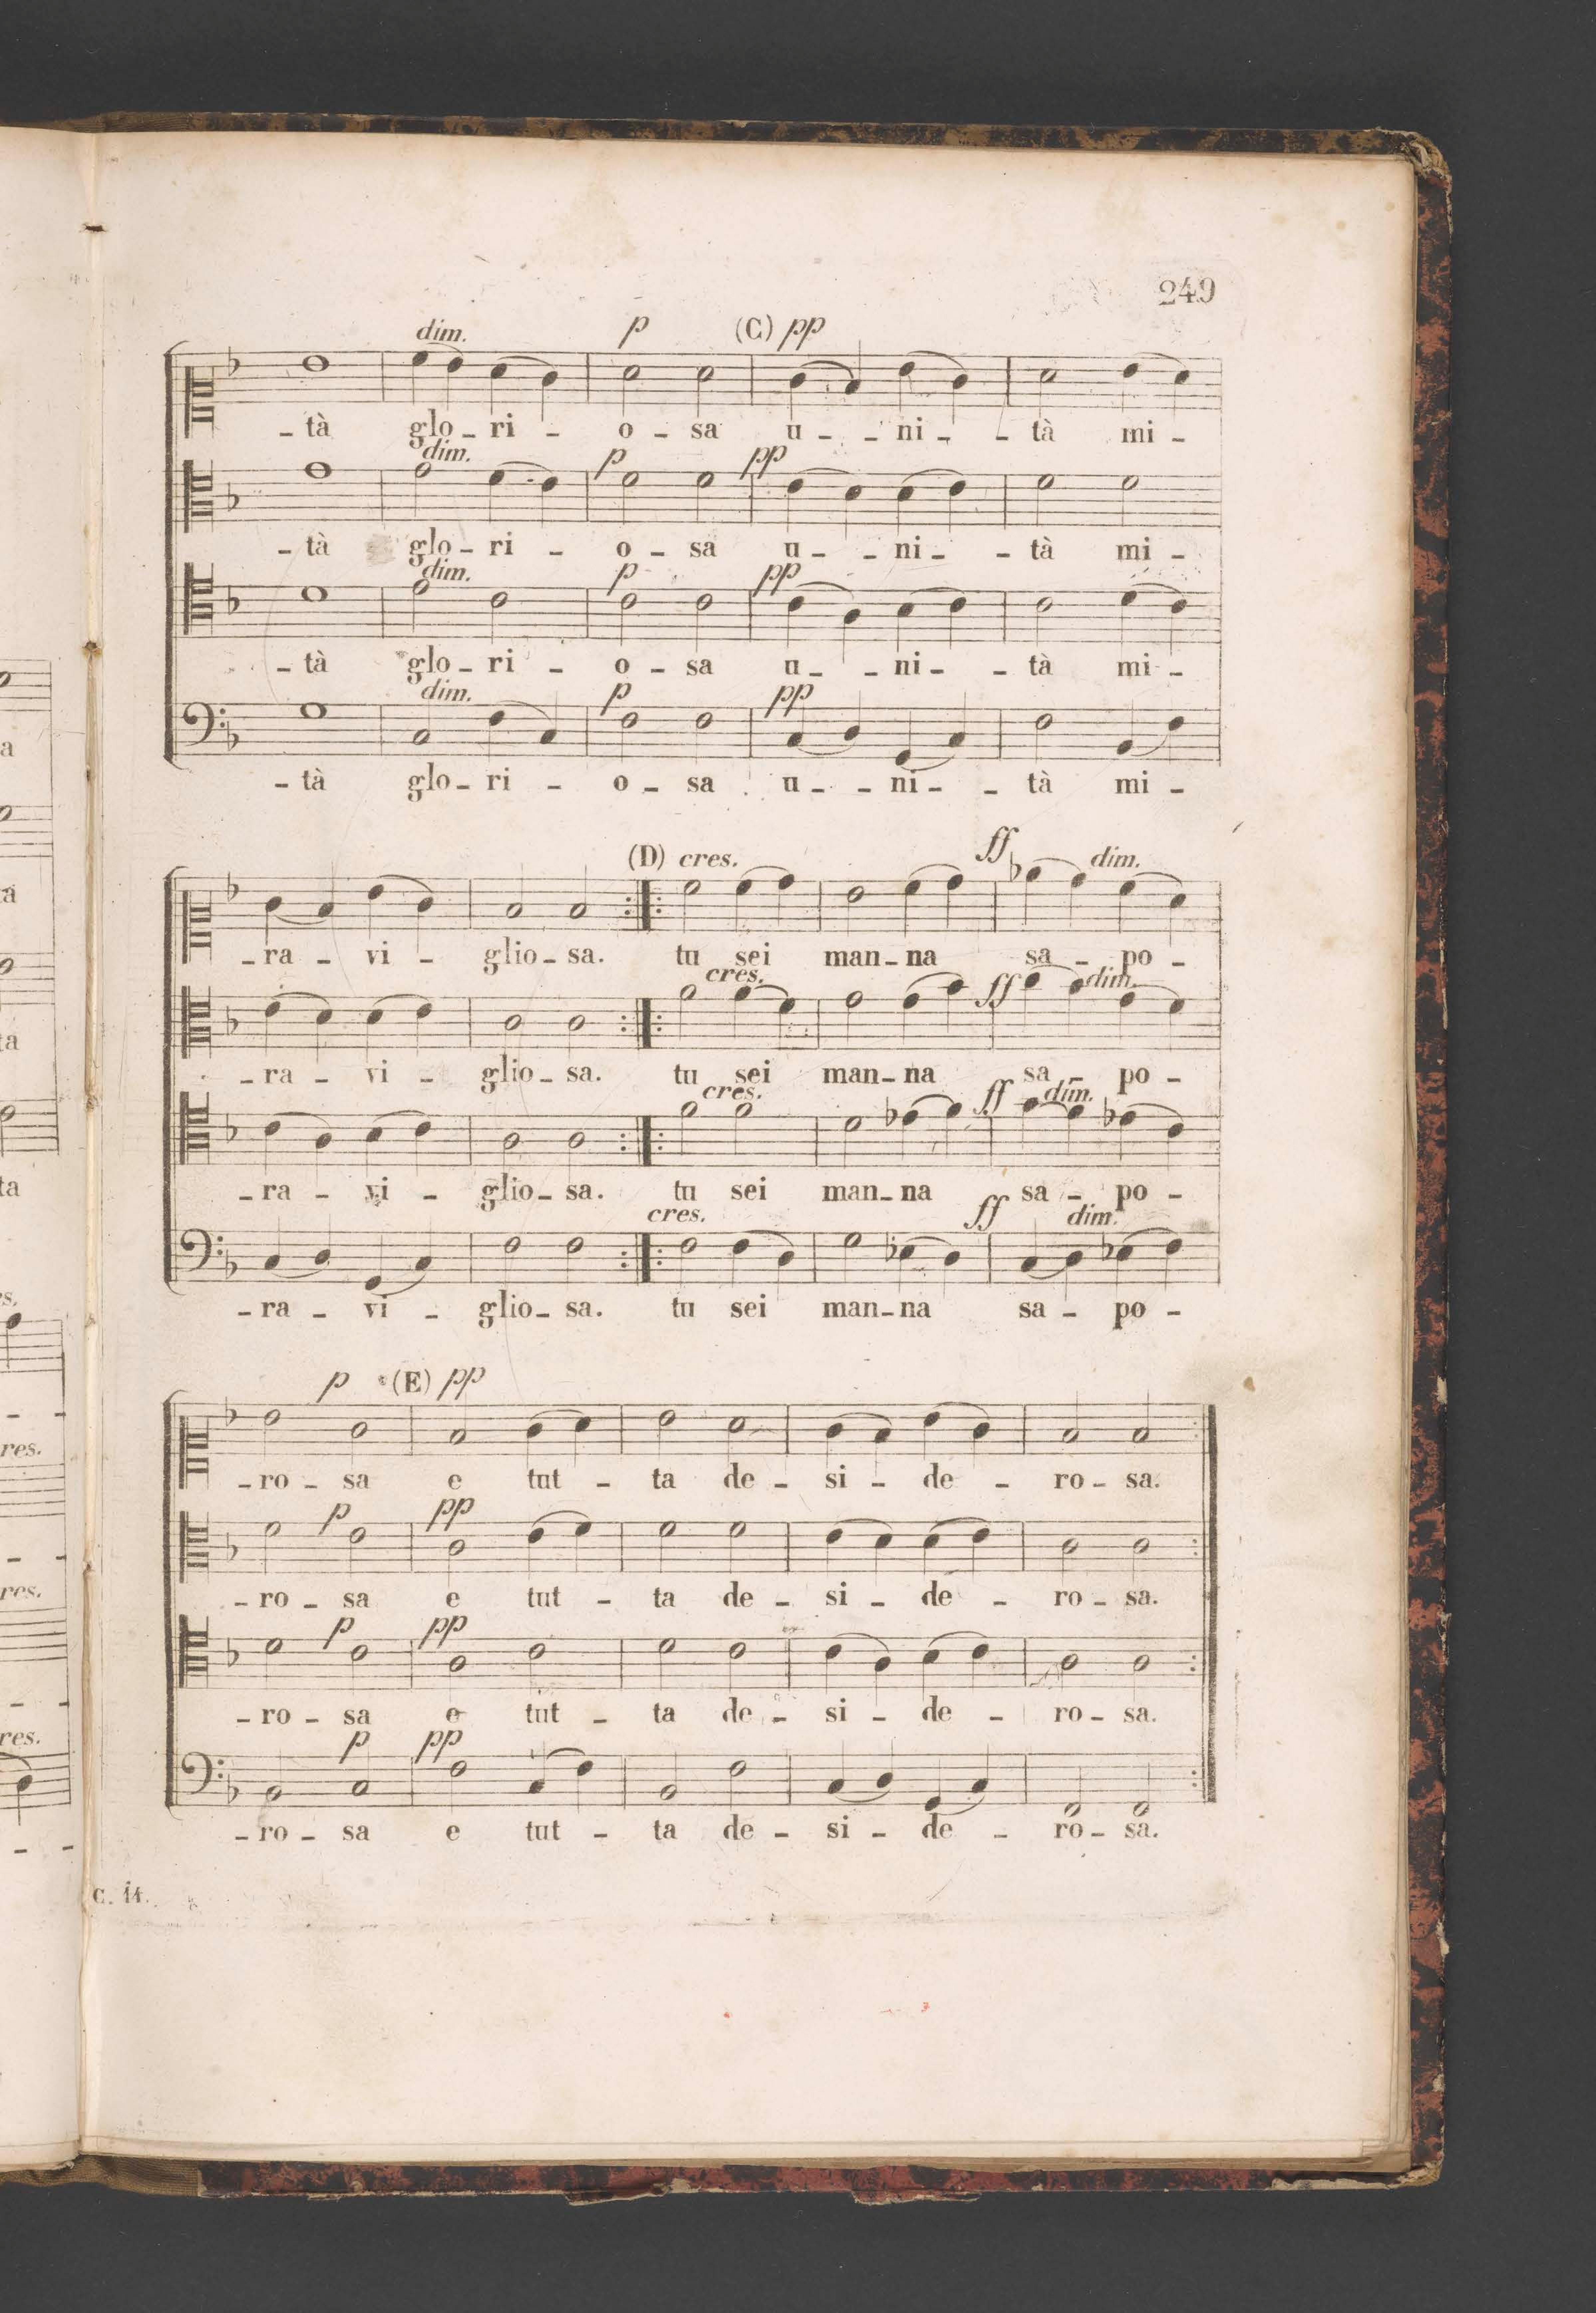 249
dim. p (C) pp
- tà glo - ri - o - sa u - - ni - - tà mi -
dim. p pp
- tà glo - ri - o - sa u - - ni - - tà mi -
dim. p pp
- tà glo - ri - o - sa u - - ni - - tà mi -
dim. p pp
- tà glo - ri - o - sa u - - ni - - tà mi -
(D) cres. ff dim.
- ra - vi - glio - sa. tu sei man - na sa - po -
cres. ff dim.
- ra - vi - glio - sa. tu sei man - na sa - po -
cres. ff dim.
- ra - vi - glio - sa. tu sei man - na sa - po -
cres. ff dim.
- ra - vi - glio - sa. tu sei man - na sa - po -
p (E) pp
- ro - sa e tut - ta de - si - de - ro - sa.
p pp
- ro - sa e tut - ta de - si - de - ro - sa.
p pp
- ro - sa e tut - ta de - si - de - ro - sa.
p pp
- ro - sa e tut - ta de - si - de - ro - sa.